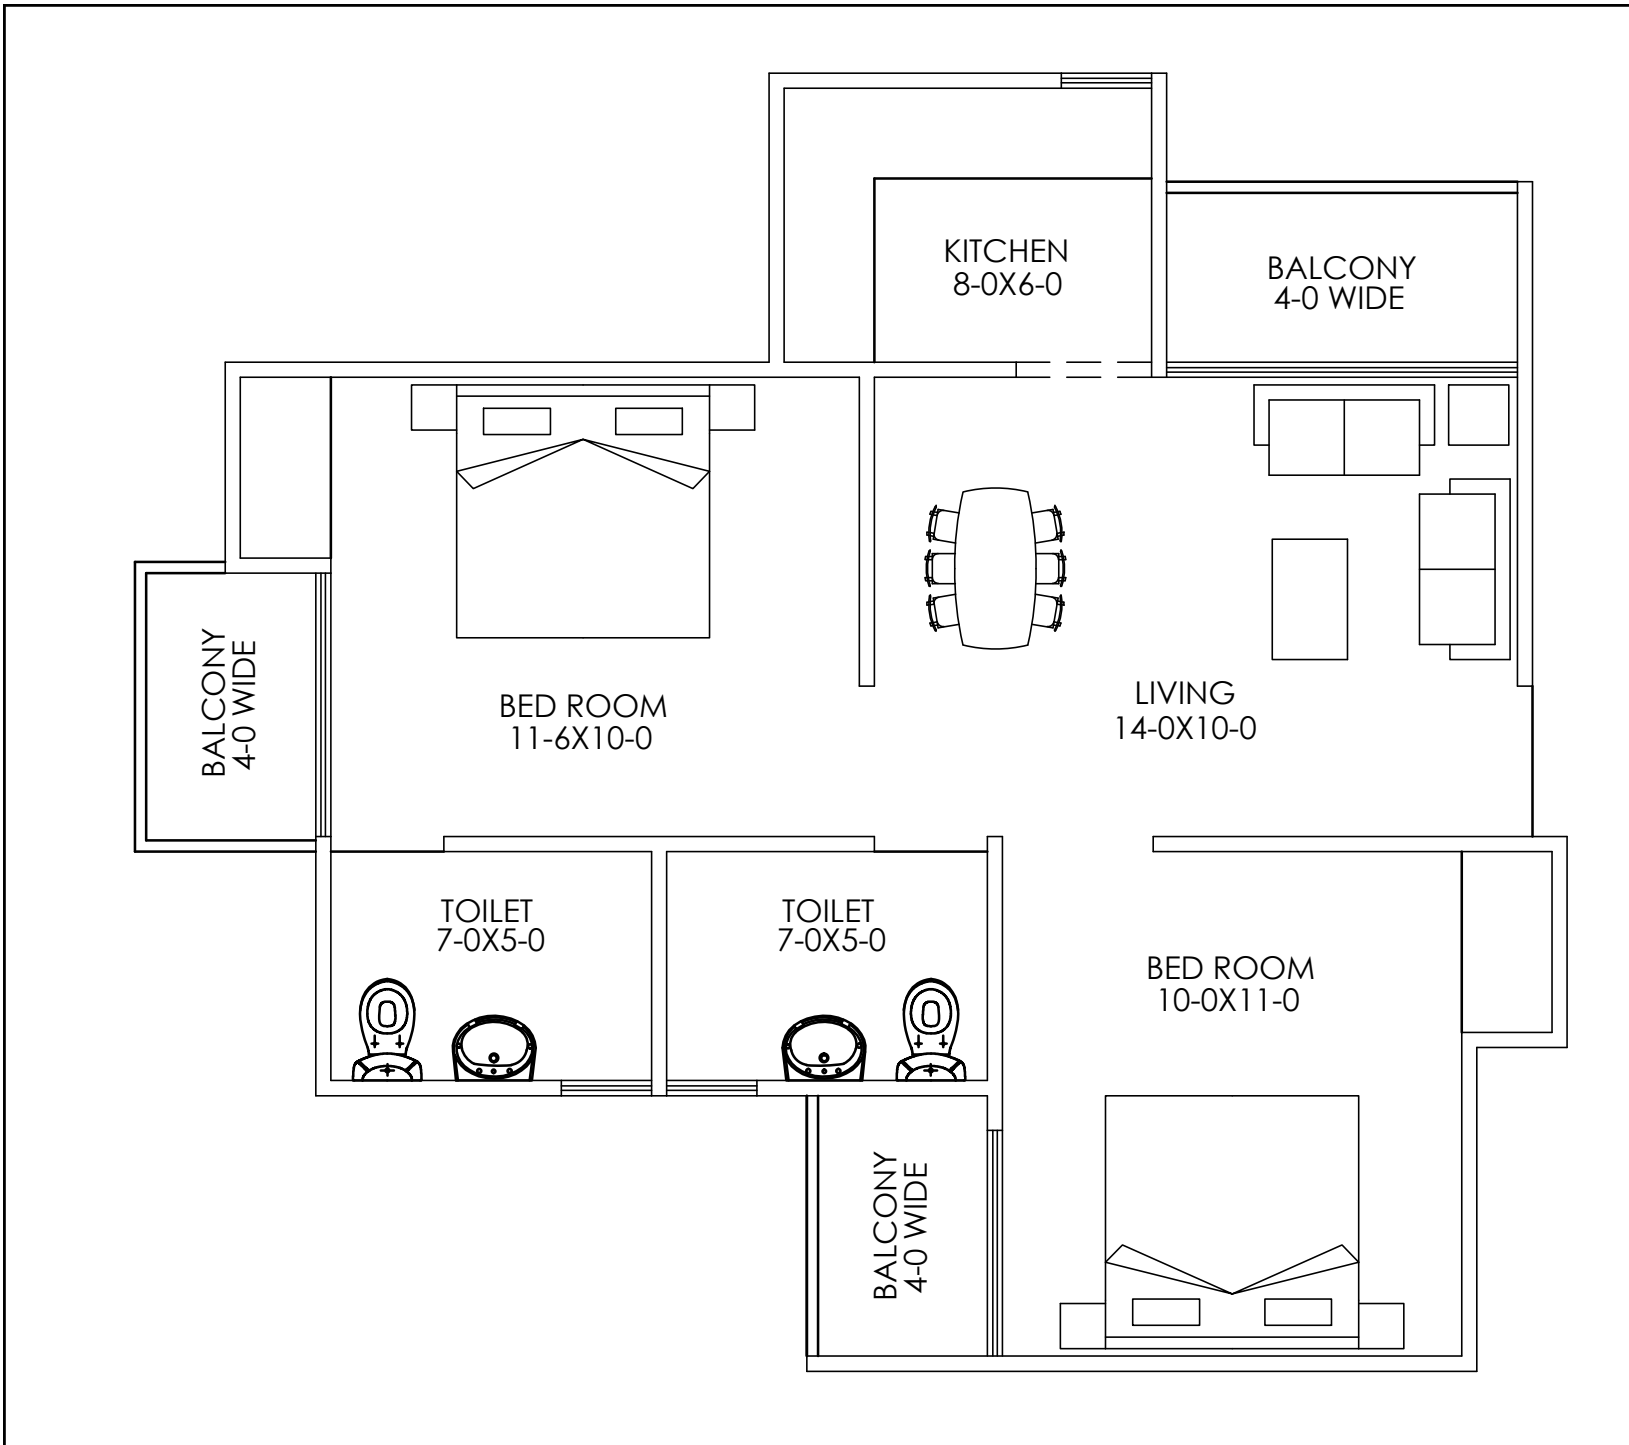 KITCHEN
8-0X6-0
BALCONY
4-0 WIDE
BALCONY
4-0 WIDE
BED ROOM
11-6X10-0
LIVING
14-0X10-0
TOILET
7-0X5-0
TOILET
7-0X5-0
BED ROOM
10-0X11-0
BALCONY
4-0 WIDE